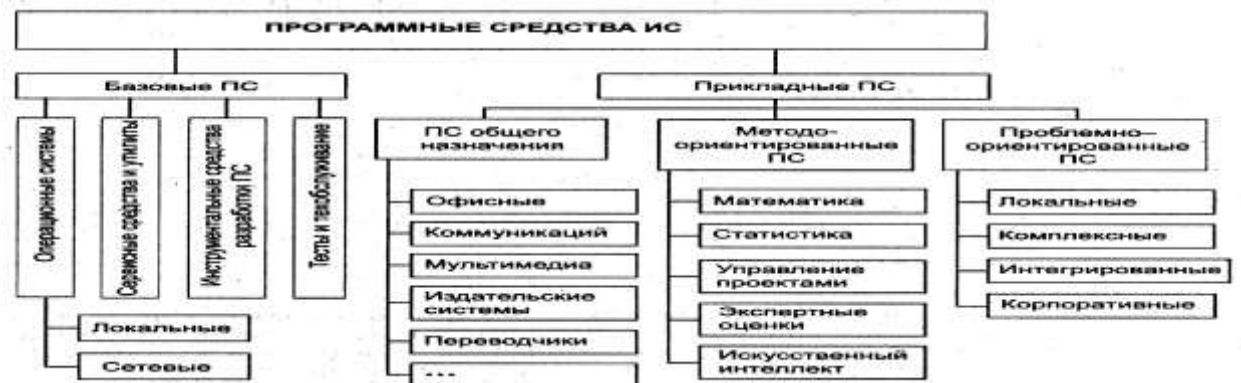 ПРОГРАММНЫЕ СРЕДСТВА ИС
Базовые ПС
Прикладные ПС
Операционные системы
Сервисные средства и утилиты
Инструментальные средства
разработки ПС
Тесты и техобслуживание
Локальные
Сетевые
ПС общего
назначения
Офисные
Коммуникаций
Мультимедиа
Издательские
системы
Переводчики
...
Методо-
ориентированные
ПС
Математика
Статистика
Управление
проектами
Экспертные
оценки
Искусственный
интеллект
Проблемно-
ориентированные
ПС
Локальные
Комплексные
Интегрированные
Корпоративные